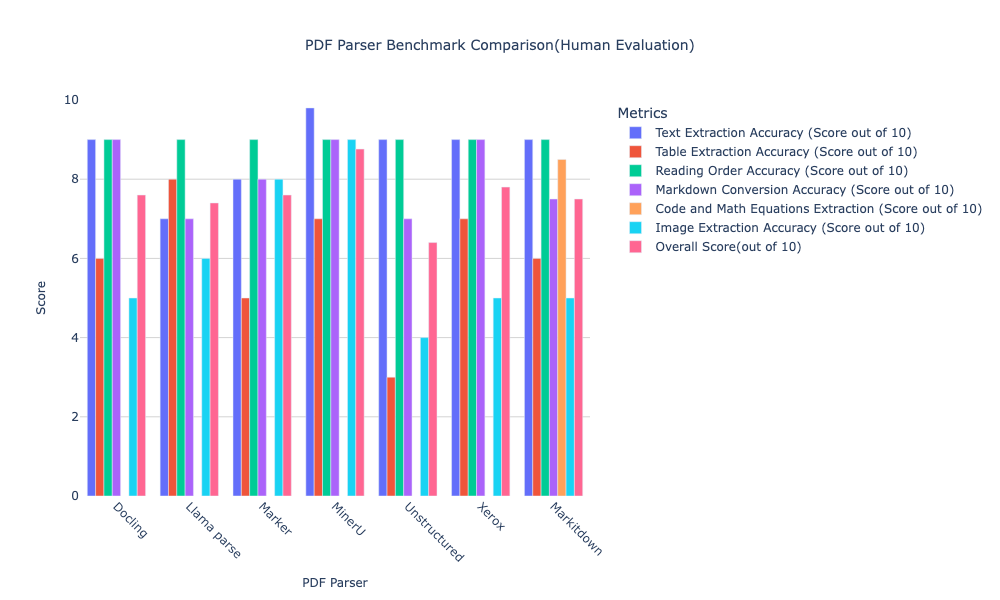 PDF Parser Benchmark Comparison(Human Evaluation)
Metrics
Text Extraction Accuracy (Score out of 10)
Table Extraction Accuracy (Score out of 10)
Reading Order Accuracy (Score out of 10)
Markdown Conversion Accuracy (Score out of 10)
Code and Math Equations Extraction (Score out of 10)
Image Extraction Accuracy (Score out of 10)
Overall Score(out of 10)
Score
10
8
6
4
2
0
Docling
Llama parse
Marker
MinerU
Unstructured
Xerox
Markitdown
PDF Parser